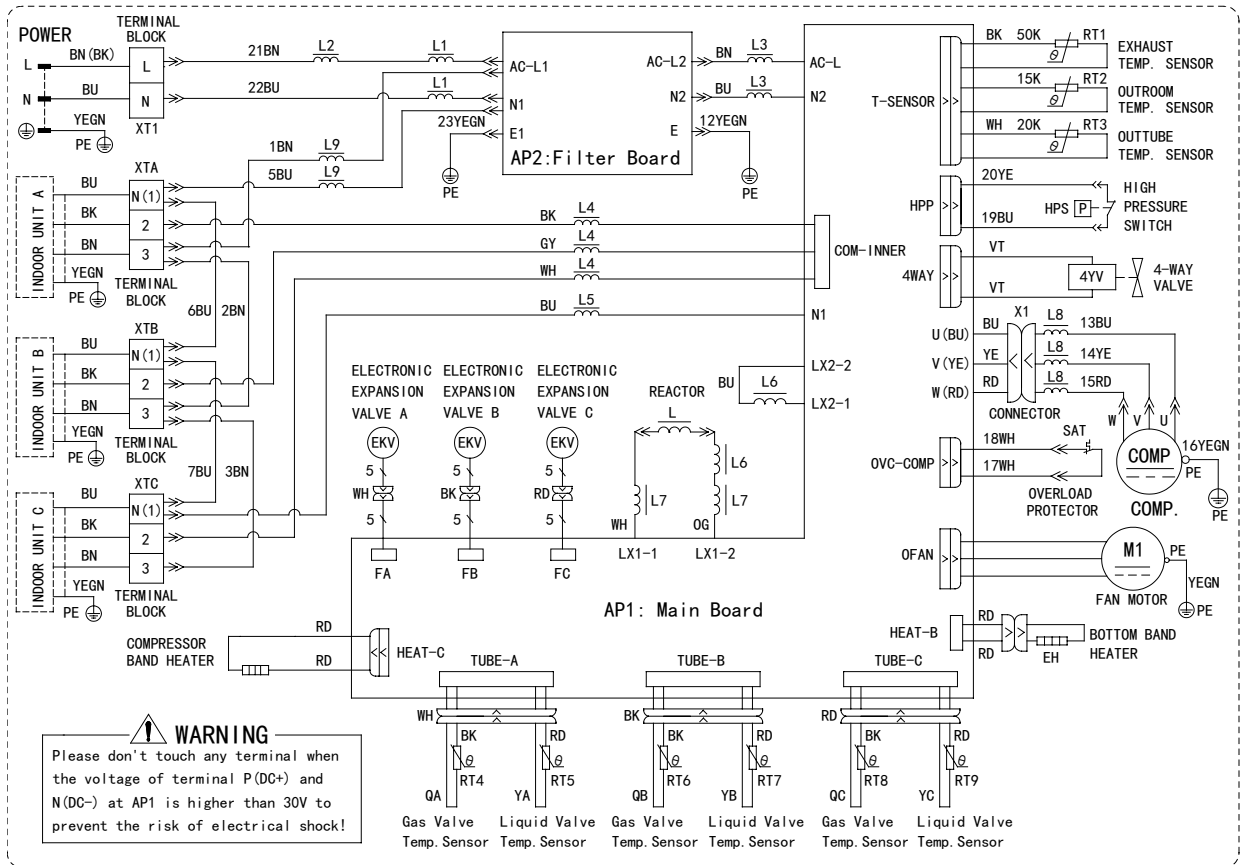 POWER
TERMINAL
BLOCK
BN(BK)
L
L
21BN
L2
L1
AC-L1
AC-L2
BN
L3
AC-L
N
BU
N
22BU
L1
N1
N2
BU
L3
N2
YEGN
PE
XT1
23YEGN
E1
E
12YEGN
PE
AP2:Filter Board
PE
1BN
L9
5BU
L9
INDOOR UNIT A
XTA
BU
N(1)
BK
2
BN
3
YEGN
PE
TERMINAL
BLOCK
BK
L4
GY
L4
WH
L4
BU
L5
COM-INNER
N1
6BU
2BN
INDOOR UNIT B
XTB
BU
N(1)
BK
2
BN
3
YEGN
PE
TERMINAL
BLOCK
7BU
3BN
INDOOR UNIT C
XTC
BU
N(1)
BK
2
BN
3
YEGN
PE
TERMINAL
BLOCK
ELECTRONIC
EXPANSION
VALVE A
EKV
5
WH
5
FA
ELECTRONIC
EXPANSION
VALVE B
EKV
5
BK
5
FB
ELECTRONIC
EXPANSION
VALVE C
EKV
5
RD
5
FC
REACTOR
L
L6
L7
L7
WH
OG
LX1-1
LX1-2
BU
L6
LX2-2
LX2-1
T-SENSOR
BK
50K
RT1
θ
EXHAUST
TEMP. SENSOR
15K
RT2
θ
OUTROOM
TEMP. SENSOR
WH
20K
RT3
θ
OUTTUBE
TEMP. SENSOR
HPP
20YE
19BU
HPS
P
HIGH
PRESSURE
SWITCH
4WAY
VT
VT
4YV
4-WAY
VALVE
U(BU)
BU
X1
L8
13BU
V(YE)
YE
L8
14YE
W(RD)
RD
L8
15RD
CONNECTOR
W
V
U
OVC-COMP
18WH
SAT
17WH
OVERLOAD
PROTECTOR
COMP
16YEGN
PE
PE
COMP.
OFAN
M1
PE
YEGN
PE
FAN MOTOR
AP1: Main Board
HEAT-B
RD
RD
EH
BOTTOM BAND
HEATER
COMPRESSOR
BAND HEATER
RD
RD
HEAT-C
TUBE-A
TUBE-B
TUBE-C
WH
BK
RD
θ
θ
RT4
RT5
QA
YA
BK
BK
RD
θ
θ
RT6
RT7
QB
YB
RD
BK
RD
θ
θ
RT8
RT9
QC
YC
Gas Valve
Temp. Sensor
Liquid Valve
Temp. Sensor
Gas Valve
Temp. Sensor
Liquid Valve
Temp. Sensor
Gas Valve
Temp. Sensor
Liquid Valve
Temp. Sensor
WARNING
Please don't touch any terminal when
the voltage of terminal P(DC+) and
N(DC-) at AP1 is higher than 30V to
prevent the risk of electrical shock!